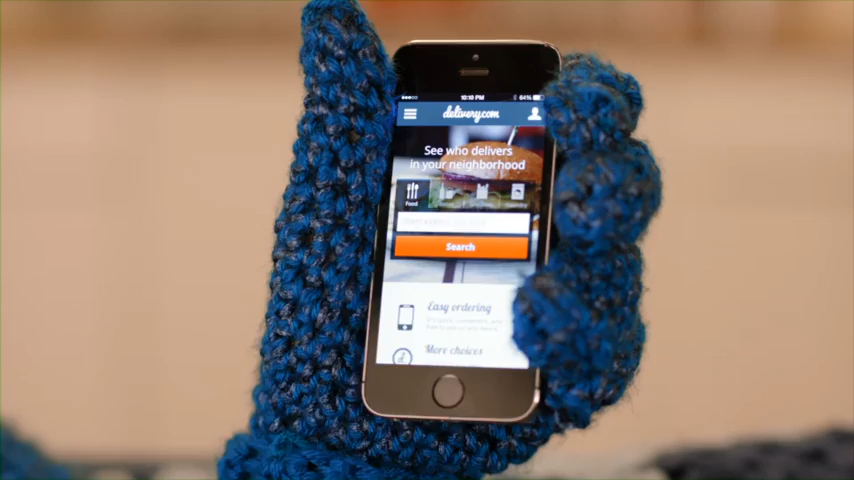 10:10 PM
64%
delivery.com
See who delivers
in your neighborhood
Food
Search
Easy ordering
More choices